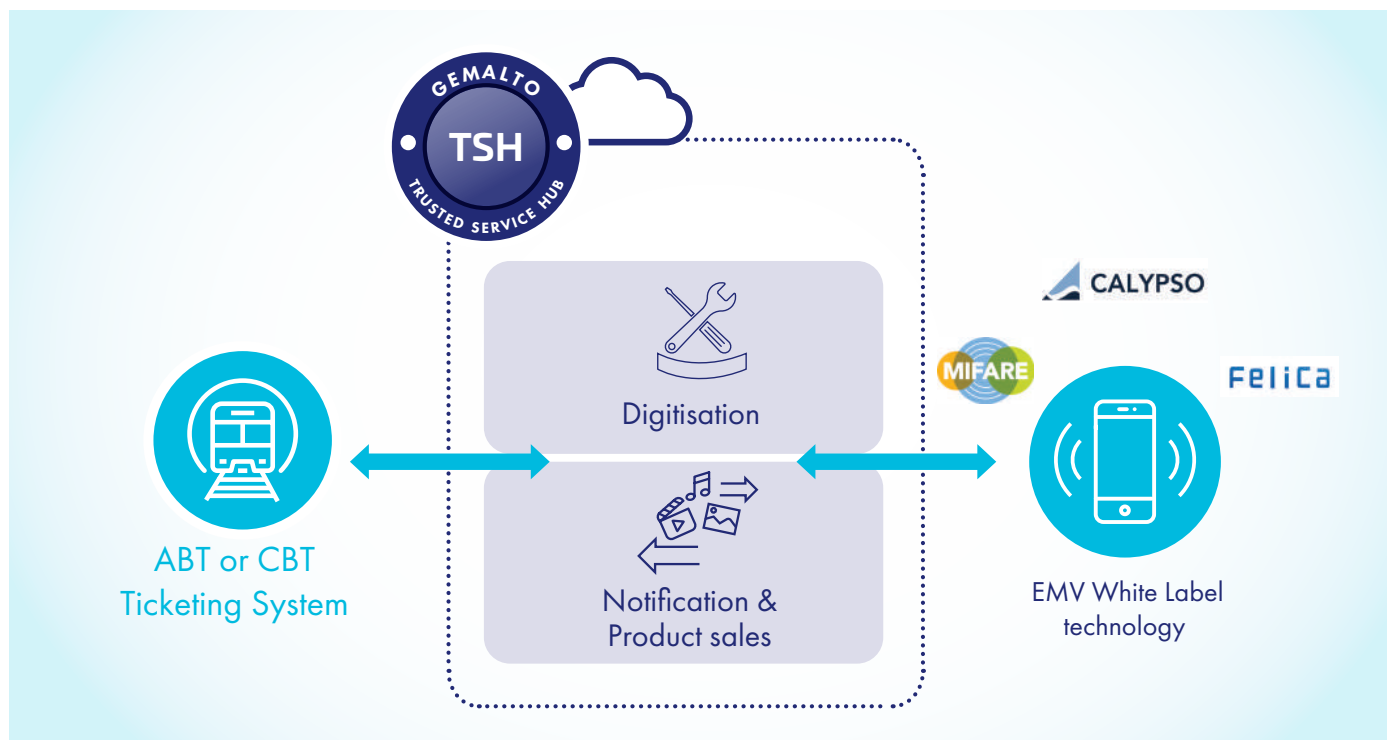 GEMALTO
TSH
TRUSTED SERVICE HUB
CALYPSO
MIFARE
FeliCa
Digitisation
ABT or CBT
Ticketing System
Notification &
Product sales
EMV White Label
technology